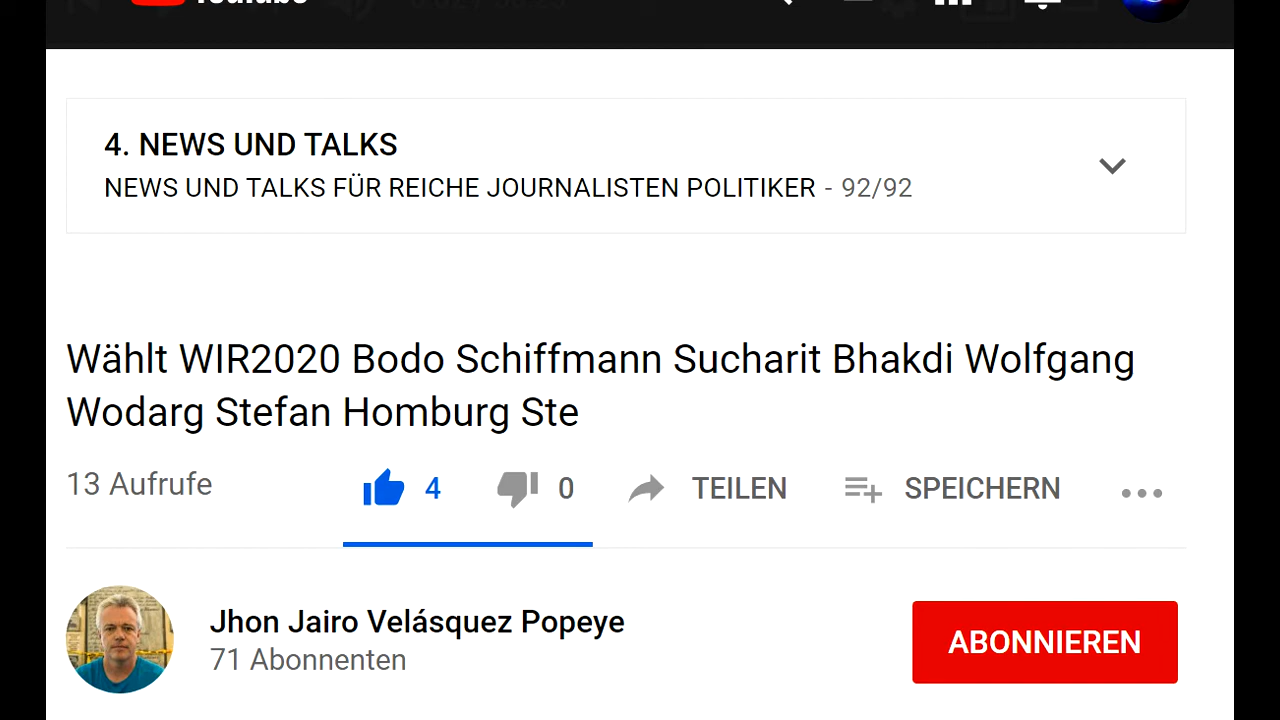 YouTube
4. NEWS UND TALKS
NEWS UND TALKS FÜR REICHE JOURNALISTEN POLITIKER - 92/92
Wählt WIR2020 Bodo Schiffmann Sucharit Bhakdi Wolfgang
Wodarg Stefan Homburg Ste
13 Aufrufe
4
0
TEILEN
SPEICHERN
Jhon Jairo Velásquez Popeye
71 Abonnenten
ABONNIEREN